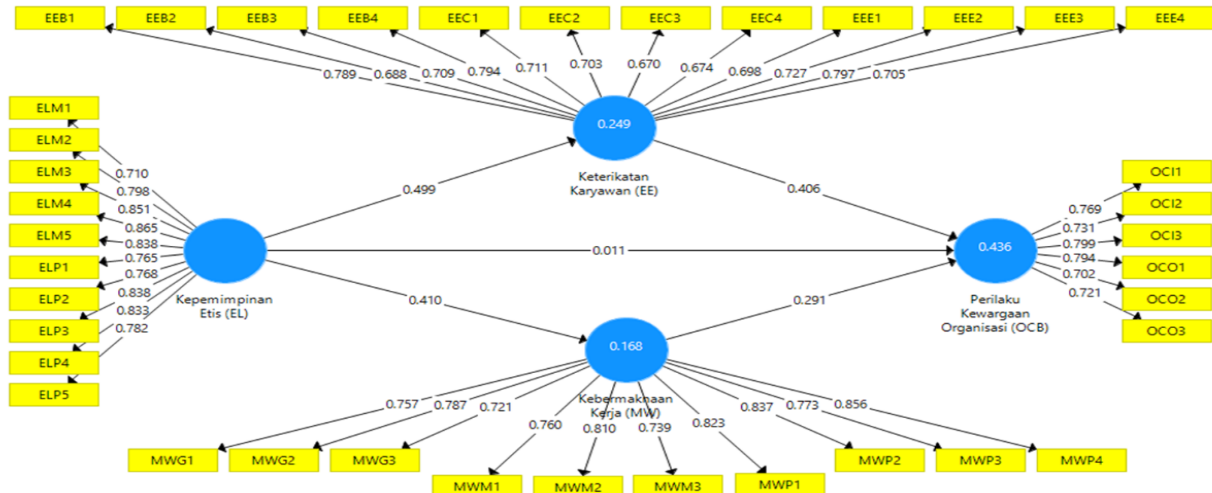 EEB1 EEB2 EEB3 EEB4 EEC1 EEC2 EEC3 EEC4 EEE1 EEE2 EEE3 EEE4
0.789 0.688 0.709 0.794 0.711 0.703 0.670 0.674 0.698 0.727 0.797 0.705
0.249
Keterikatan
Karyawan (EE)
ELM1
ELM2
ELM3
ELM4
ELM5
ELP1
ELP2
ELP3
ELP4
ELP5
0.710
0.798
0.851
0.865
0.838
0.765
0.768
0.838
0.833
0.782
Kepemimpinan
Etis (EL)
0.499
0.406
0.011
0.410
0.291
0.436
Perilaku
Kewargaan
Organisasi (OCB)
0.769
0.731
0.799
0.794
0.702
0.721
OCI1
OCI2
OCI3
OCO1
OCO2
OCO3
0.168
Kebermaknaan
Kerja (MW)
0.757 0.787 0.721 0.760 0.810 0.739 0.823 0.837 0.773 0.856
MWG1 MWG2 MWG3 MWM1 MWM2 MWM3 MWP1 MWP2 MWP3 MWP4